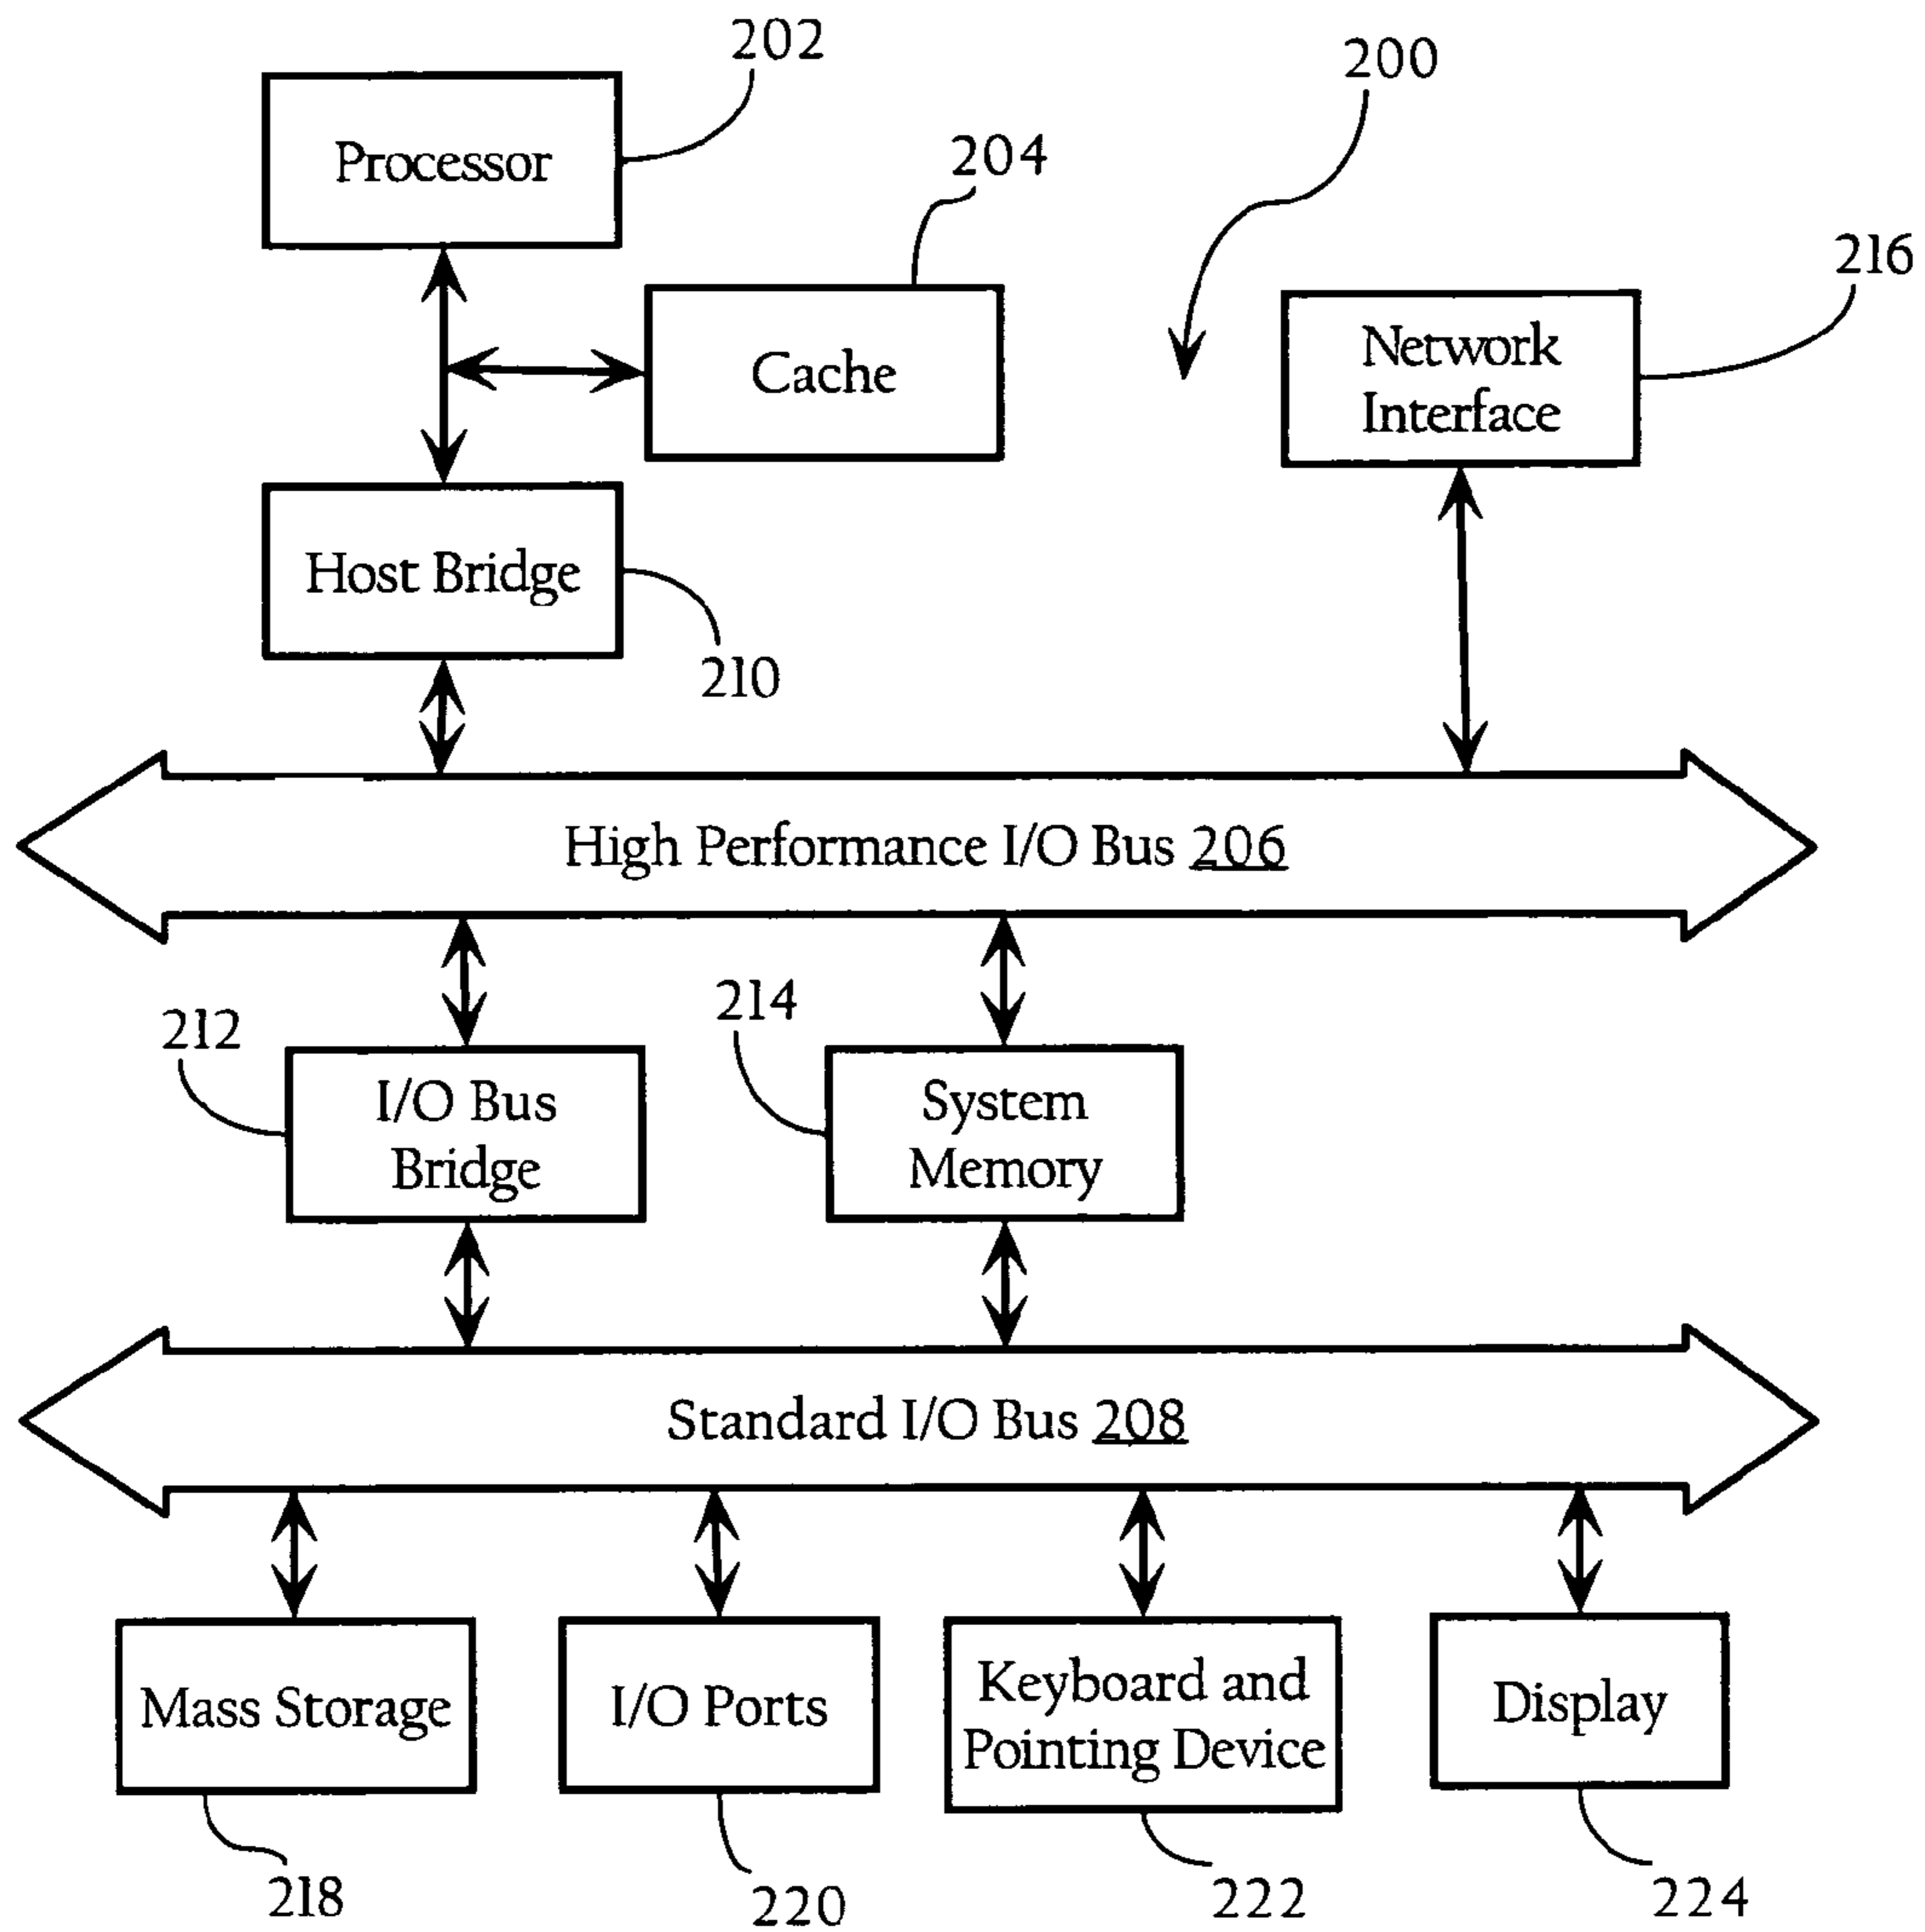 202
200
Processor
204
216
Network
Interface
Cache
Host Bridge
210
High Performance I/O Bus 206
214
212
I/O Bus
Bridge
System
Memory
Standard I/O Bus 208
Mass Storage
I/O Ports
Keyboard and
Pointing Device
Display
218
220
222
224